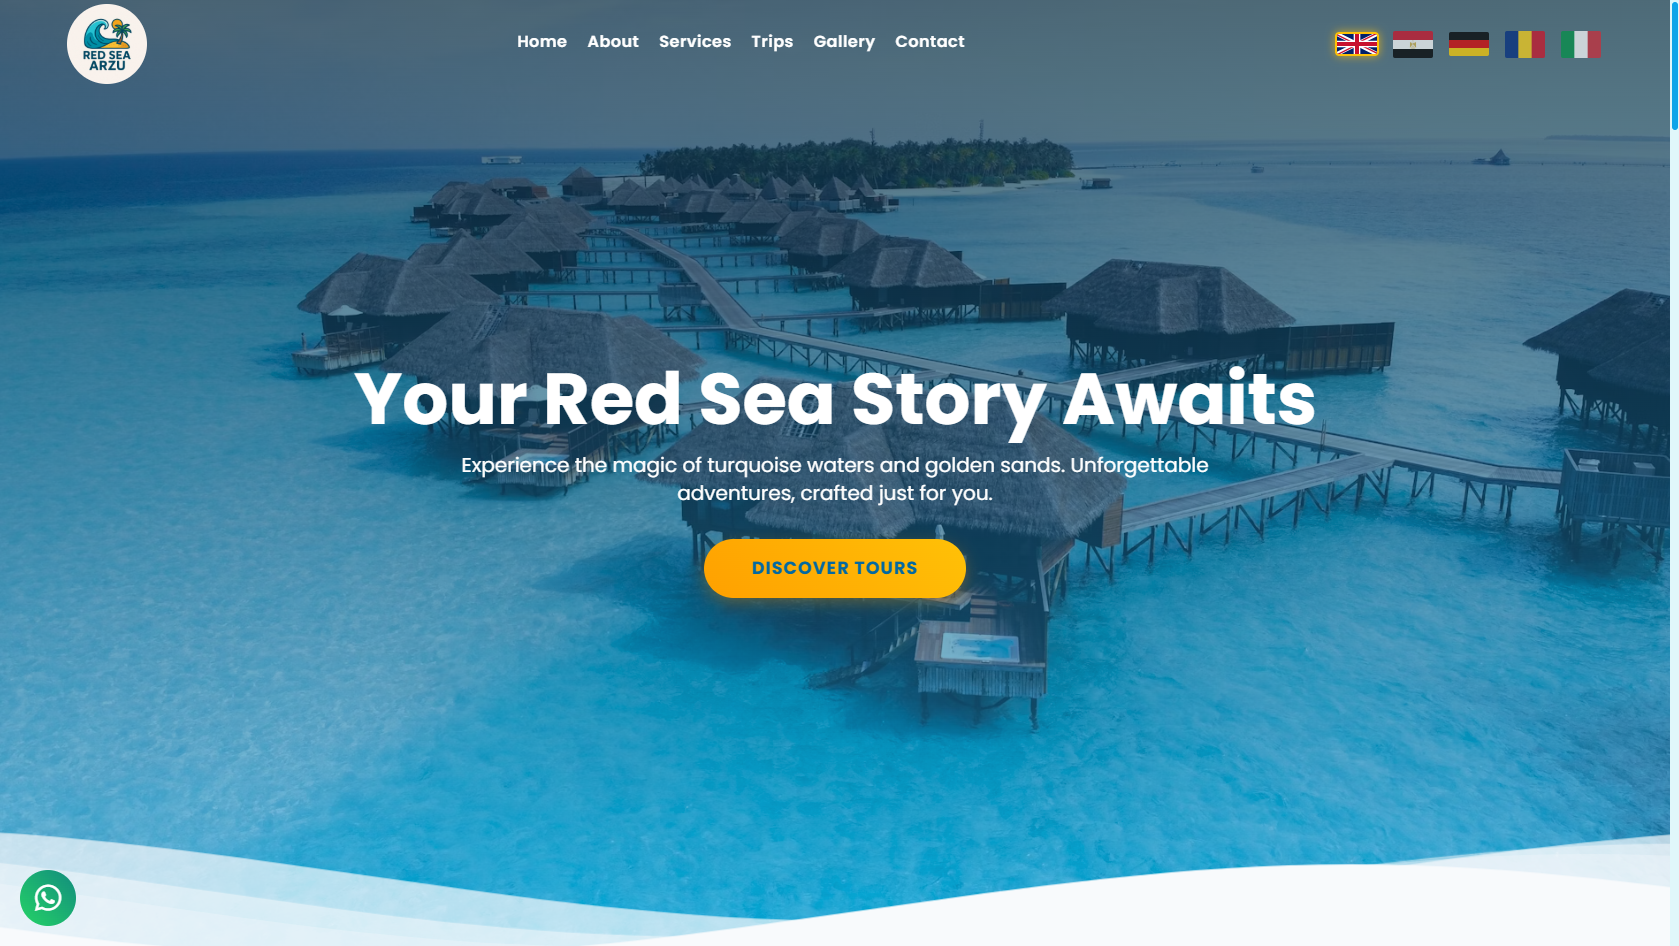 RED SEA
ARZU
Home About Services Trips Gallery Contact
Your Red Sea Story Awaits
Experience the magic of turquoise waters and golden sands. Unforgettable
adventures, crafted just for you.
DISCOVER TOURS